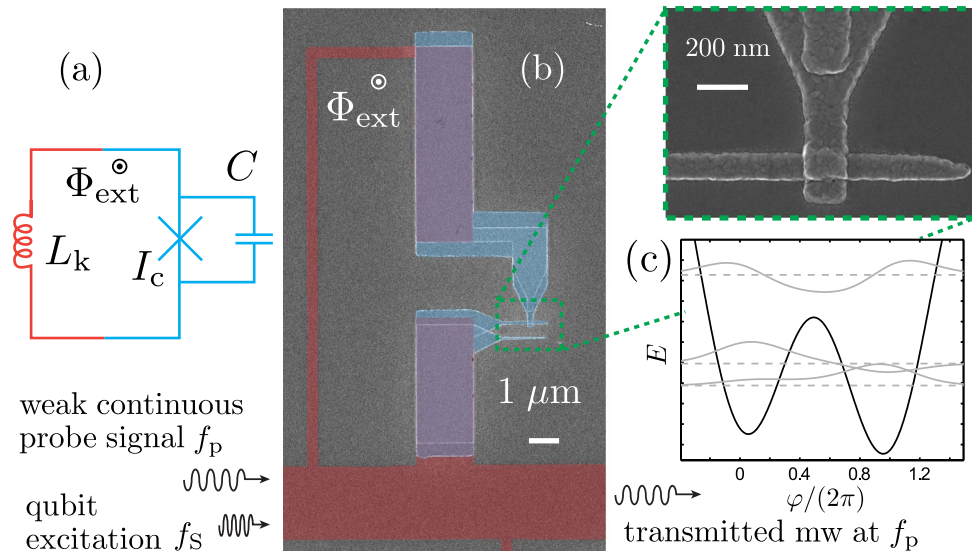 (a)
Φext
C
Lk
Ic
weak continuous
probe signal fp
qubit
excitation fS
(b)
Φext
1 μm
200 nm
(c)
E
0 0.4 0.8 1.2
φ/(2π)
transmitted mw at fp